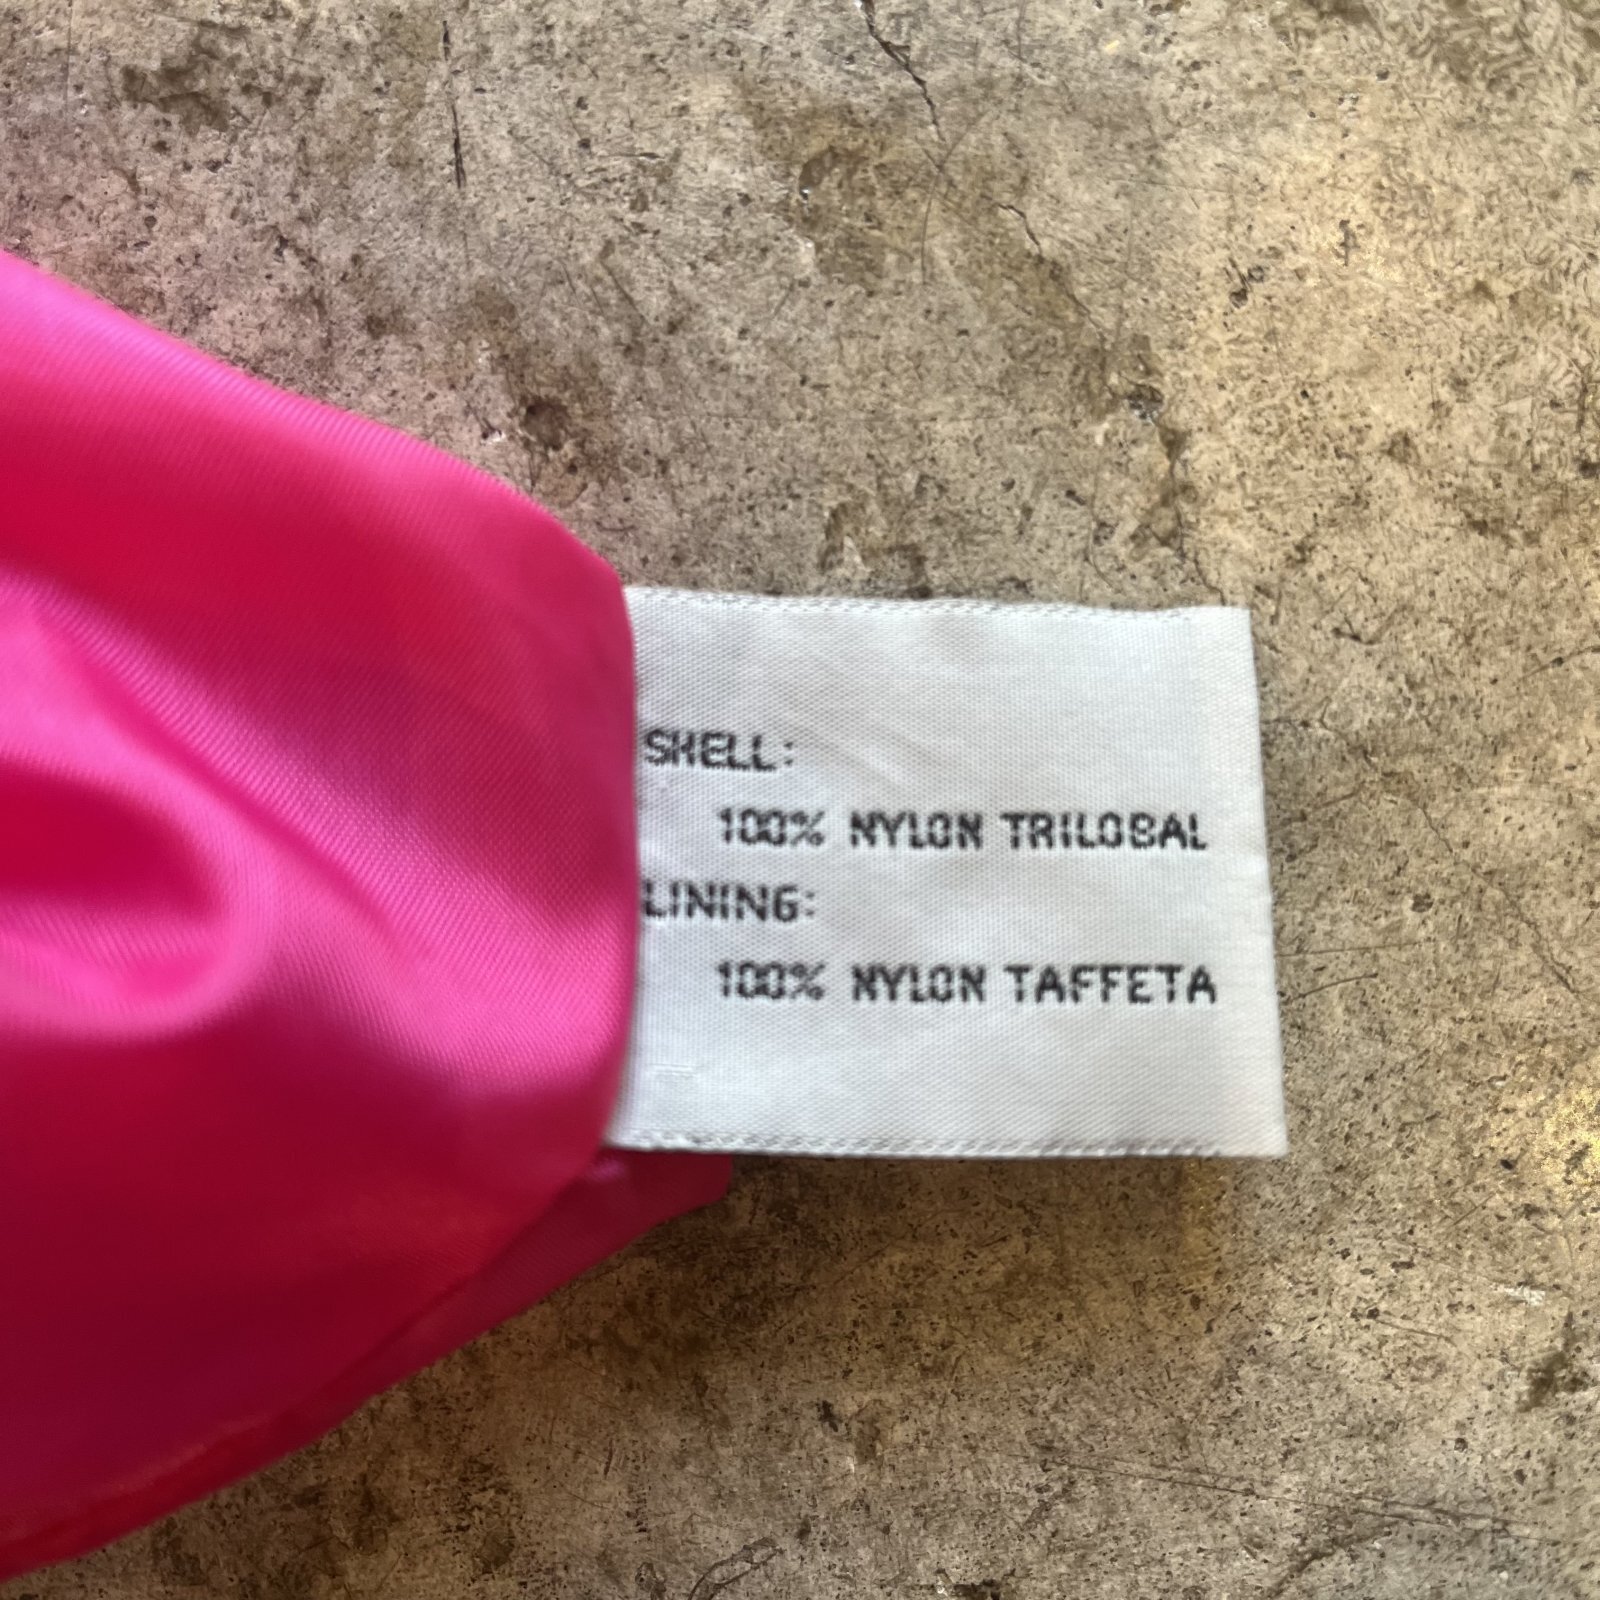 SHELL:
100% NYLON TRILOBAL
LINING:
100% NYLON TAFFETA